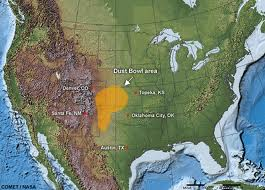 Dust Bowl area
Denver, CO
Topeka, KS
Santa Fe, NM
Oklahoma City, OK
Austin, TX
COMET / NASA